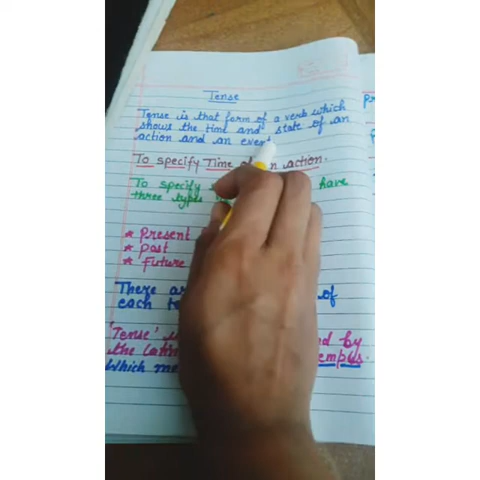 Tense
Tense is that form of a verb which
shows the time and state of an
action and an event
To specify Time n action.
To specify have
three types
* Present
* past
* Future
There a of
each te
'Tense' i d by
the Latin empus.
Which me